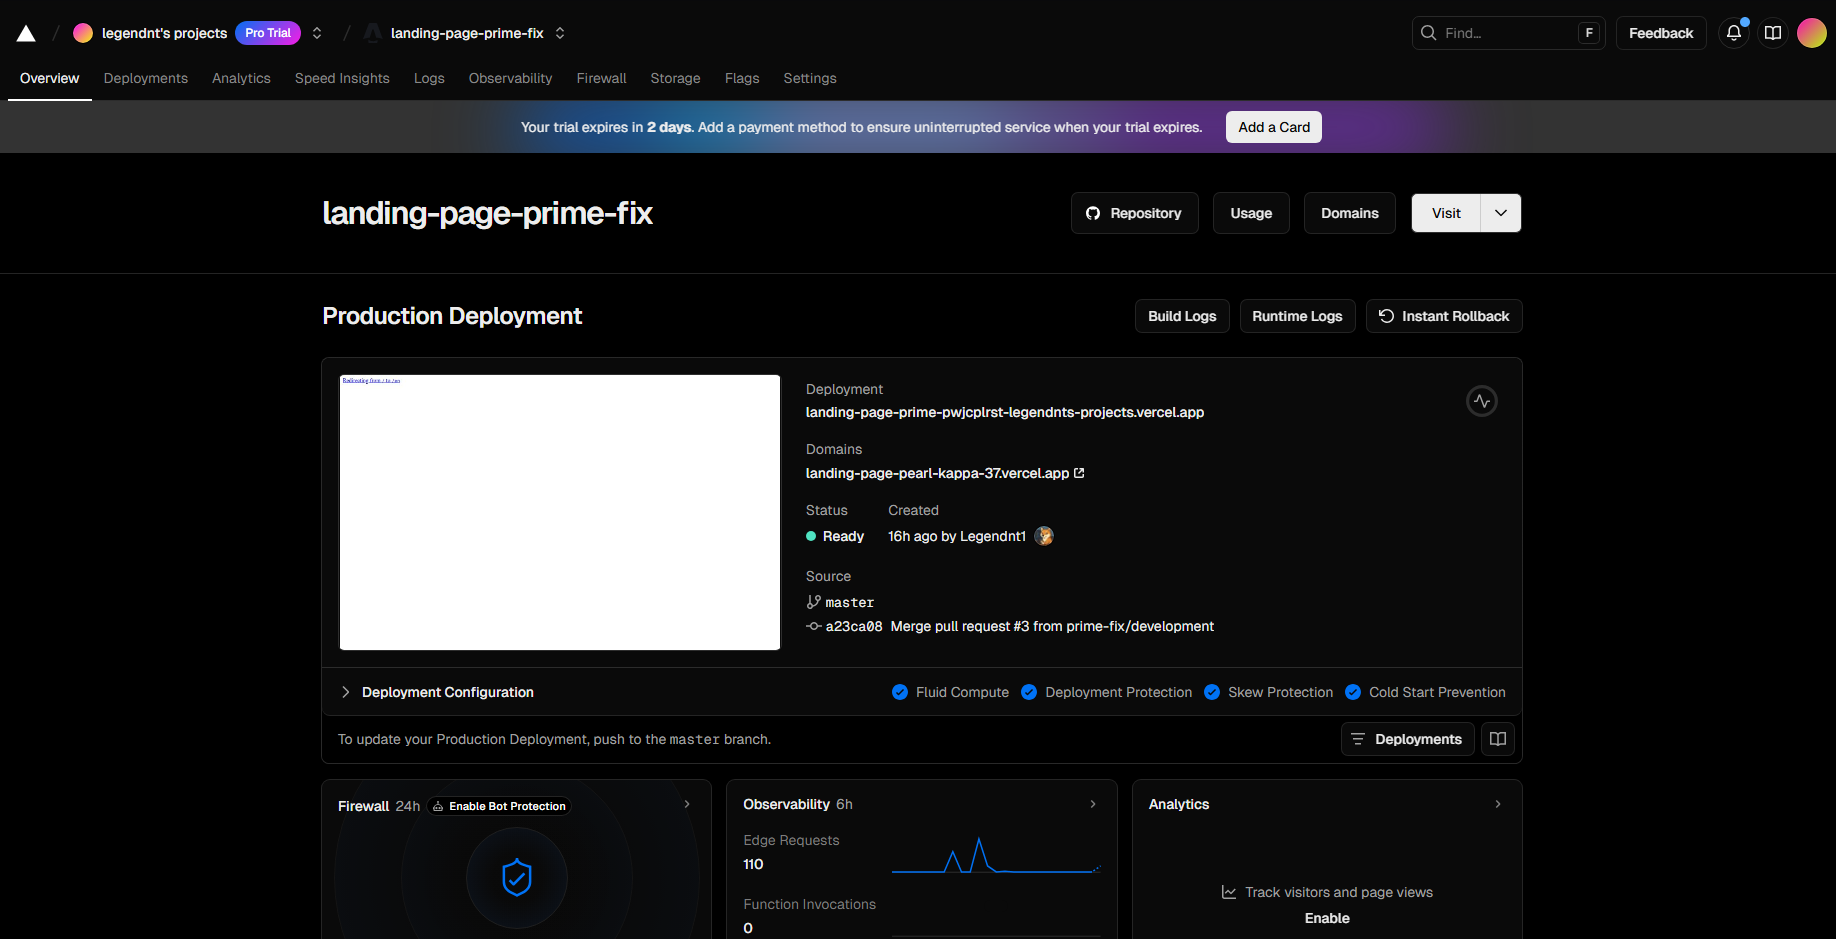 legendnt's projects Pro Trial landing-page-prime-fix Find... F Feedback
Overview Deployments Analytics Speed Insights Logs Observability Firewall Storage Flags Settings
Your trial expires in 2 days. Add a payment method to ensure uninterrupted service when your trial expires. Add a Card
landing-page-prime-fix Repository Usage Domains Visit
Production Deployment Build Logs Runtime Logs Instant Rollback
Redirecting from / to /en
Deployment
landing-page-prime-pwjcplrst-legendnts-projects.vercel.app
Domains
landing-page-pearl-kappa-37.vercel.app
Status Created
Ready 16h ago by Legendnt1
Source
master
a23ca08 Merge pull request #3 from prime-fix/development
Deployment Configuration Fluid Compute Deployment Protection Skew Protection Cold Start Prevention
To update your Production Deployment, push to the master branch. Deployments
Firewall 24h Enable Bot Protection
Observability 6h
Edge Requests
110
Function Invocations
0
Analytics
Track visitors and page views
Enable